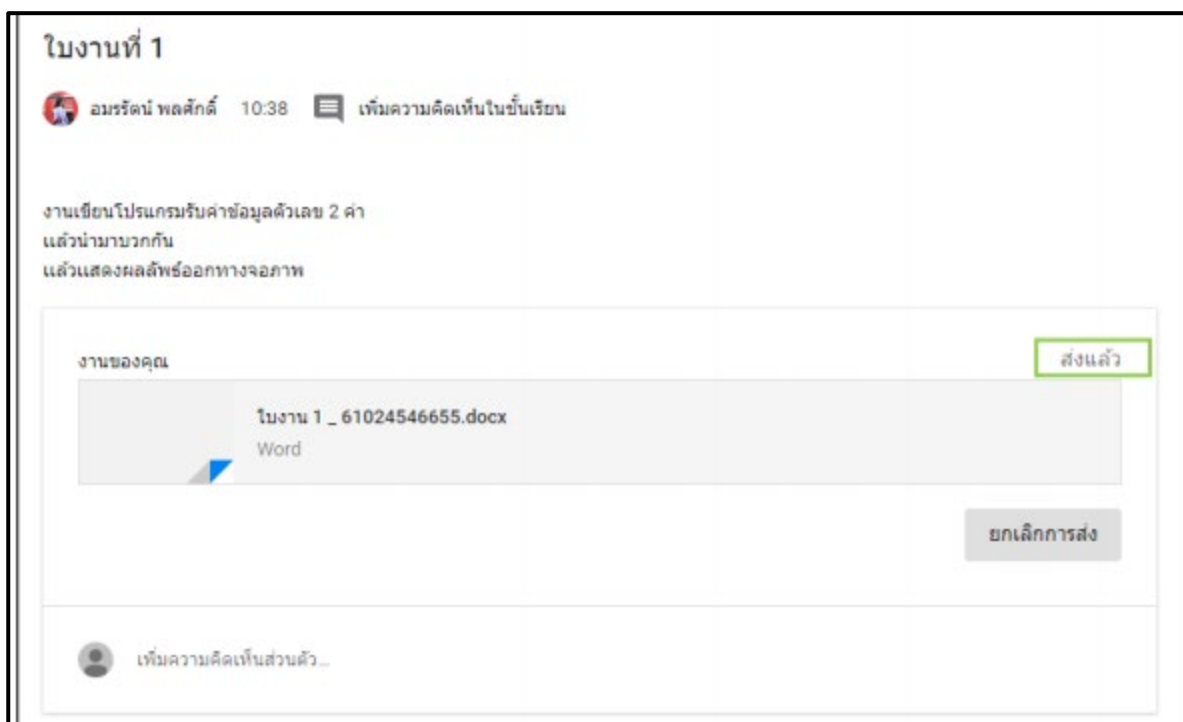 ใบงานที่ 1
อมรรัตน์ พลศักดิ์ 10:38 เพิ่มความคิดเห็นในชั้นเรียน
งานเขียนโปรแกรมรับค่าข้อมูลตัวเลข 2 ค่า
แล้วนำมาบวกกัน
แล้วแสดงผลลัพธ์ออกทางจอภาพ
งานของคุณ ส่งแล้ว
ใบงาน 1 _ 61024546655.docx
Word
ยกเลิกการส่ง
เพิ่มความคิดเห็นส่วนตัว...